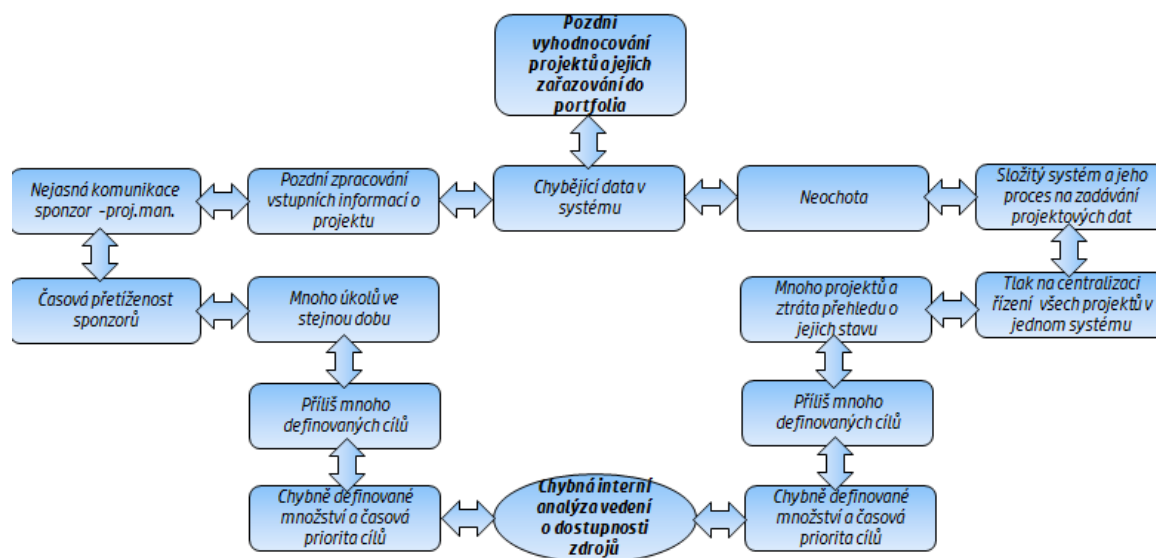 Pozdní
vyhodnocování
projektů a jejich
zařazování do
portfolia
Nejasná komunikace
sponzor -proj.man.
Pozdní zpracování
vstupních informací o
projektu
Chybějící data v
systému
Neochota
Složitý systém a jeho
proces na zadávání
projektových dat
Časová přetíženost
sponzorů
Mnoho úkolů ve
stejnou dobu
Mnoho projektů a
ztráta přehledu o
jejich stavu
Tlak na centralizaci
řízení všech projektů v
jednom systému
Příliš mnoho
definovaných cílů
Příliš mnoho
definovaných cílů
Chybně definované
množství a časová
priorita cílů
Chybná interní
analýza vedení
o dostupnosti
zdrojů
Chybně definované
množství a časová
priorita cílů